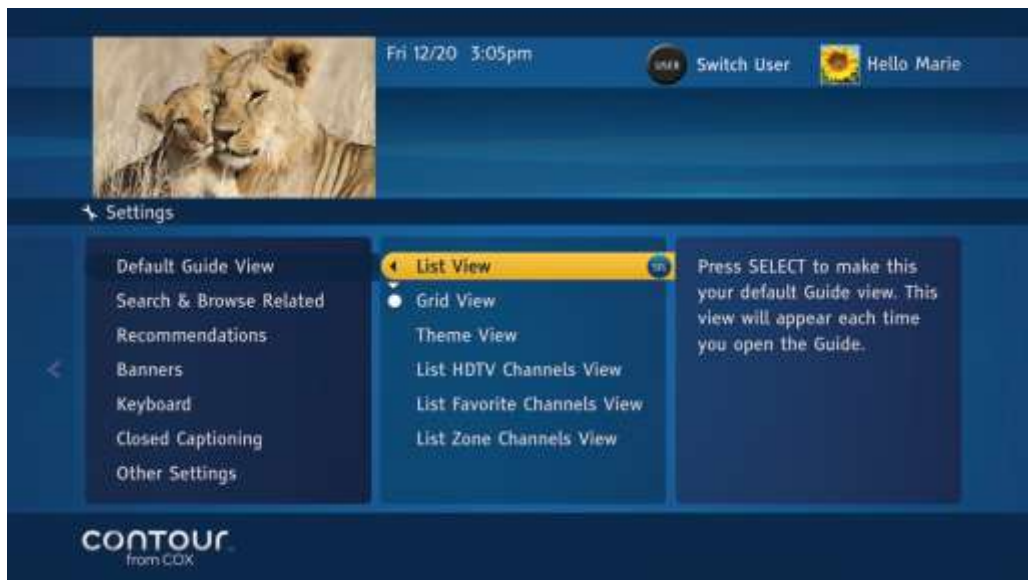 Fri 12/20 3:05pm
USER Switch User
Hello Marie
Settings
Default Guide View
Search & Browse Related
Recommendations
Banners
Keyboard
Closed Captioning
Other Settings
List View
Grid View
Theme View
List HDTV Channels View
List Favorite Channels View
List Zone Channels View
Press SELECT to make this
your default Guide view. This
view will appear each time
you open the Guide.
contour
from COX